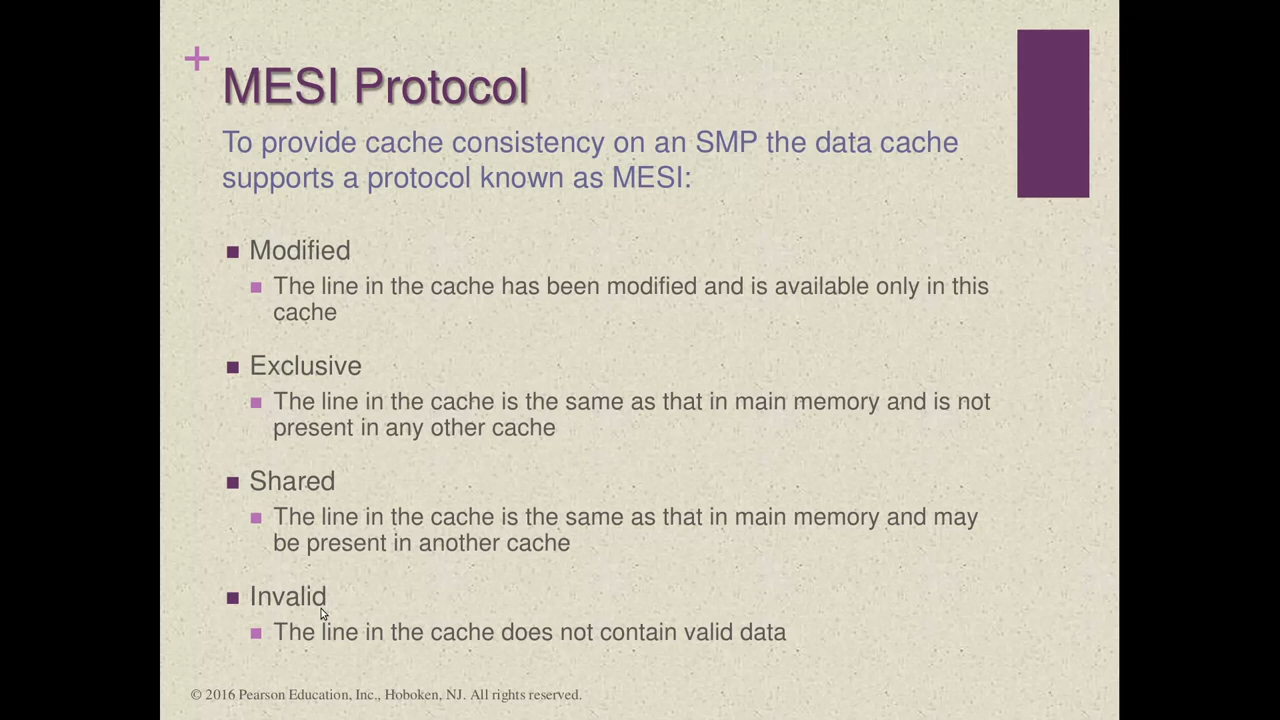 +
MESI Protocol
To provide cache consistency on an SMP the data cache
supports a protocol known as MESI:
Modified
The line in the cache has been modified and is available only in this
cache
Exclusive
The line in the cache is the same as that in main memory and is not
present in any other cache
Shared
The line in the cache is the same as that in main memory and may
be present in another cache
Invalid
The line in the cache does not contain valid data
© 2016 Pearson Education, Inc., Hoboken, NJ. All rights reserved.